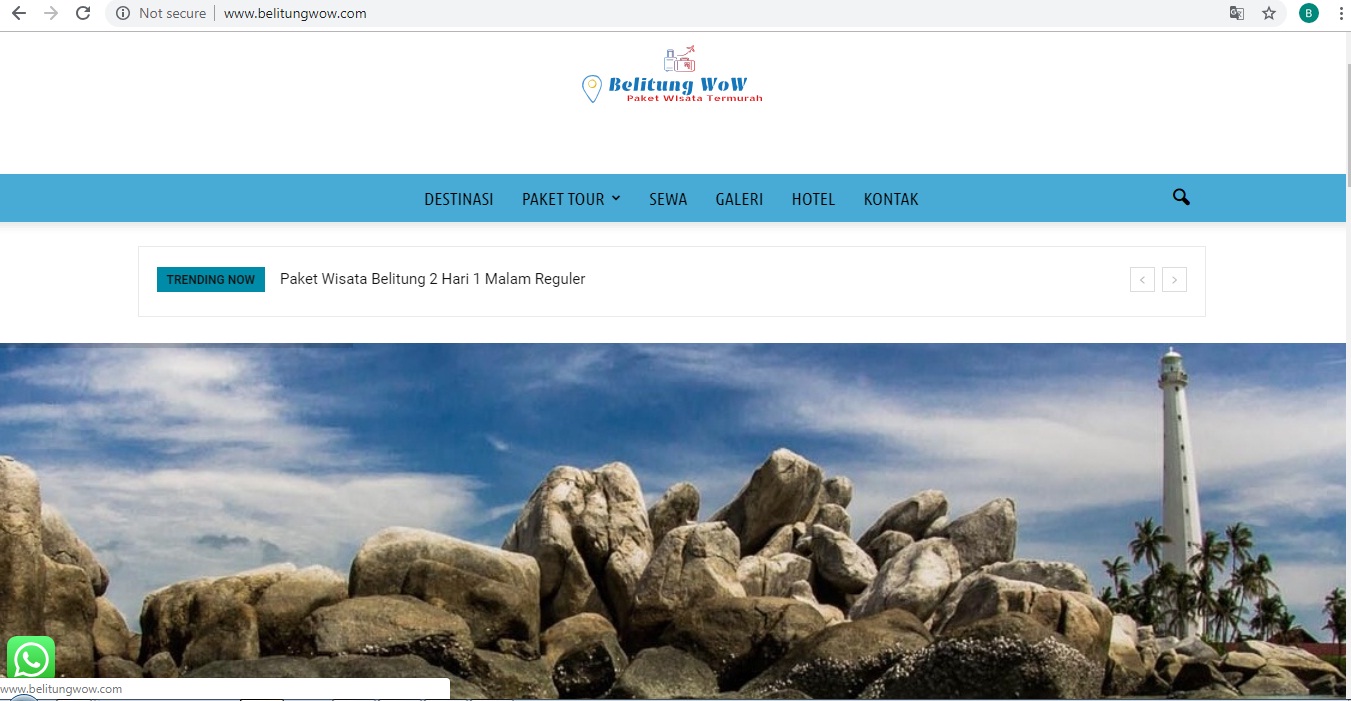 Not secure
www.belitungwow.com
B
Belitung WoW
Paket Wisata Termurah
DESTINASI PAKET TOUR SEWA GALERI HOTEL KONTAK
TRENDING NOW Paket Wisata Belitung 2 Hari 1 Malam Reguler
www.belitungwow.com